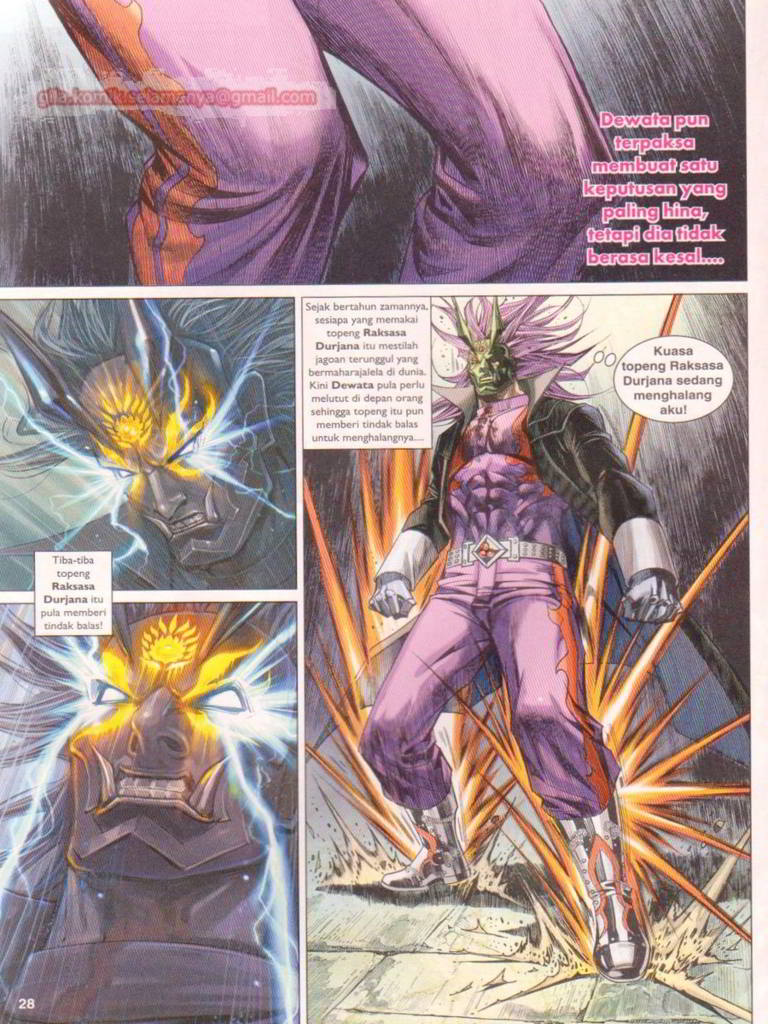 gila.komikselamanya@gmail.com
Dewata pun
terpaksa
membuat satu
keputusan yang
paling hina,
tetapi dia tidak
berasa kesal....
Sejak bertahun zamannya,
sesiapa yang memakai
topeng Raksasa
Durjana itu mestilah
jagoan terunggul yang
bermaharajalela di dunia.
Kini Dewata pula perlu
melutut di depan orang
sehingga topeng itu pun
memberi tindak balas
untuk menghalangnya....
Kuasa
topeng Raksasa
Durjana sedang
menghalang
aku!
Tiba-tiba
topeng
Raksasa
Durjana itu
pula memberi
tindak balas!
28